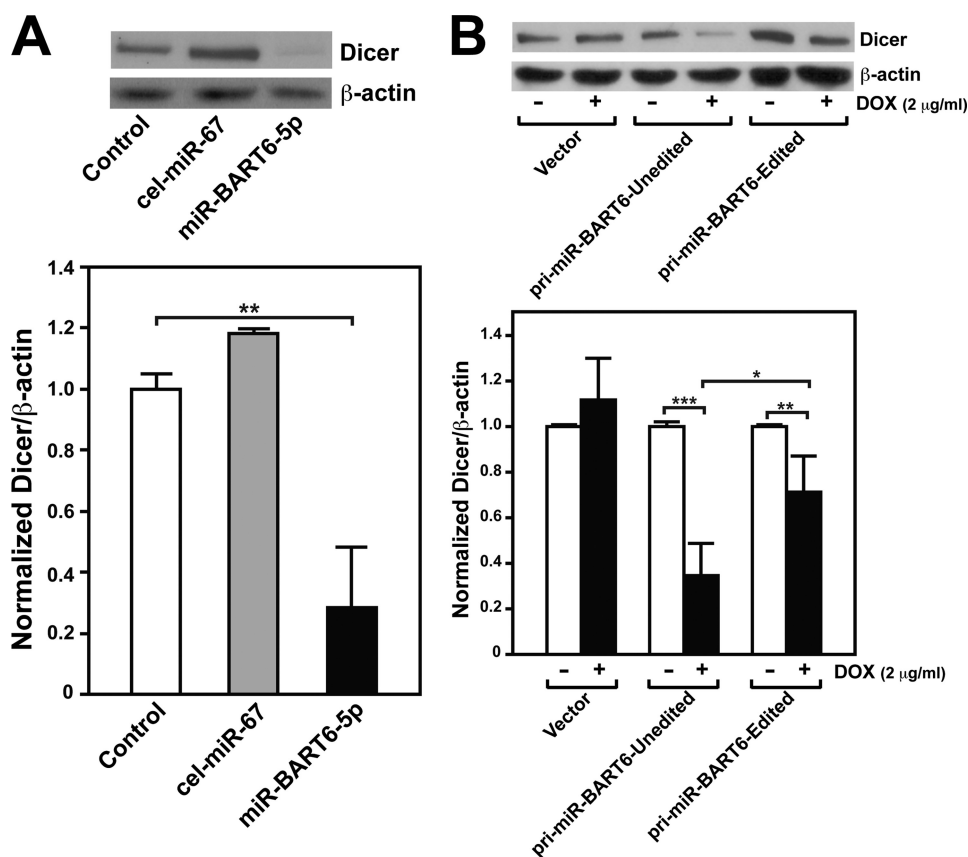 A
Dicer
β-actin
Control
cel-miR-67
miR-BART6-5p
1.4
1.2
1.0
0.8
0.6
0.4
0.2
0
Normalized Dicer/β-actin
**
Control
cel-miR-67
miR-BART6-5p
B
Dicer
β-actin
- + - + - + DOX (2 µg/ml)
Vector
pri-miR-BART6-Unedited
pri-miR-BART6-Edited
1.4
1.2
1.0
0.8
0.6
0.4
0.2
0
Normalized Dicer/β-actin
*
*** **
- + - + - + DOX (2 µg/ml)
Vector
pri-miR-BART6-Unedited
pri-miR-BART6-Edited